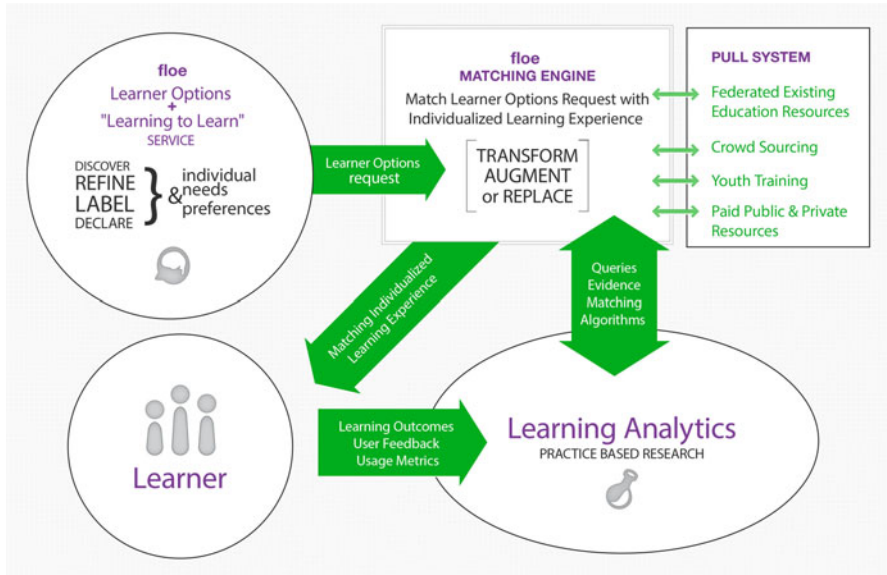 floe
Learner Options
+
"Learning to Learn"
SERVICE
DISCOVER
REFINE
LABEL
DECLARE
}
&
individual
needs
preferences
Learner Options
request
floe
MATCHING ENGINE
Match Learner Options Request with
Individualized Learning Experience
TRANSFORM
AUGMENT
or REPLACE
PULL SYSTEM
Federated Existing
Education Resources
Crowd Sourcing
Youth Training
Paid Public & Private
Resources
Matching Individualized
Learning Experience
Queries
Evidence
Matching
Algorithms
Learner
Learning Outcomes
User Feedback
Usage Metrics
Learning Analytics
PRACTICE BASED RESEARCH